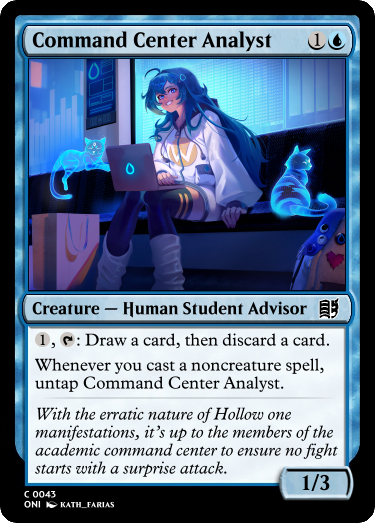 Command Center Analyst 1
Creature — Human Student Advisor
1, : Draw a card, then discard a card.
Whenever you cast a noncreature spell,
untap Command Center Analyst.
With the erratic nature of Hollow one
manifestations, it's up to the members of the
academic command center to ensure no fight
starts with a surprise attack.
1/3
C 0043
ONI KATH_FARIAS